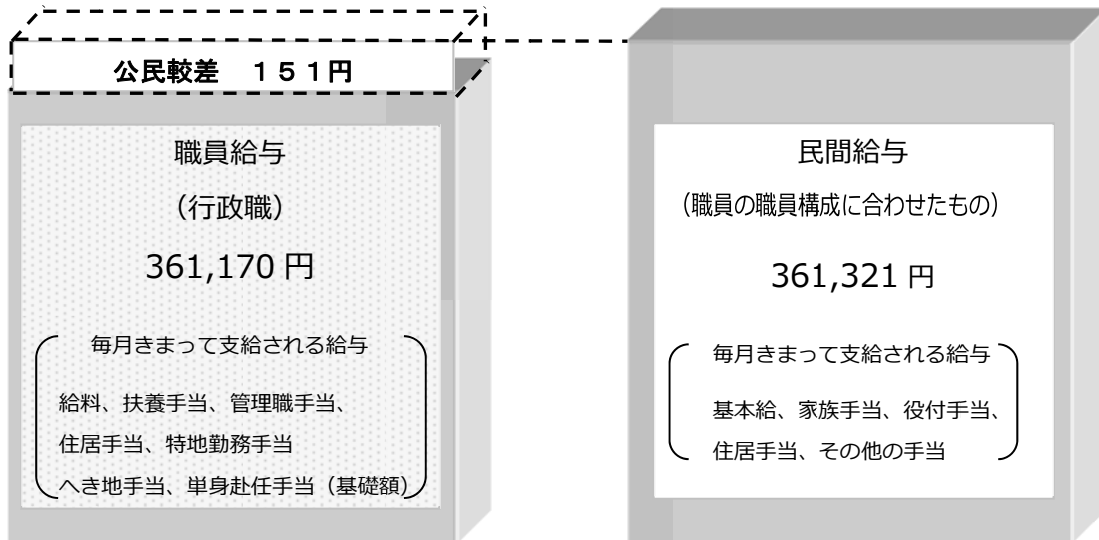 公民較差　１５１円
職員給与
（行政職）
361,170 円
毎月きまって支給される給与
給料、扶養手当、管理職手当、
住居手当、特地勤務手当
へき地手当、単身赴任手当（基礎額）
民間給与
（職員の職員構成に合わせたもの）
361,321 円
毎月きまって支給される給与
基本給、家族手当、役付手当、
住居手当、その他の手当